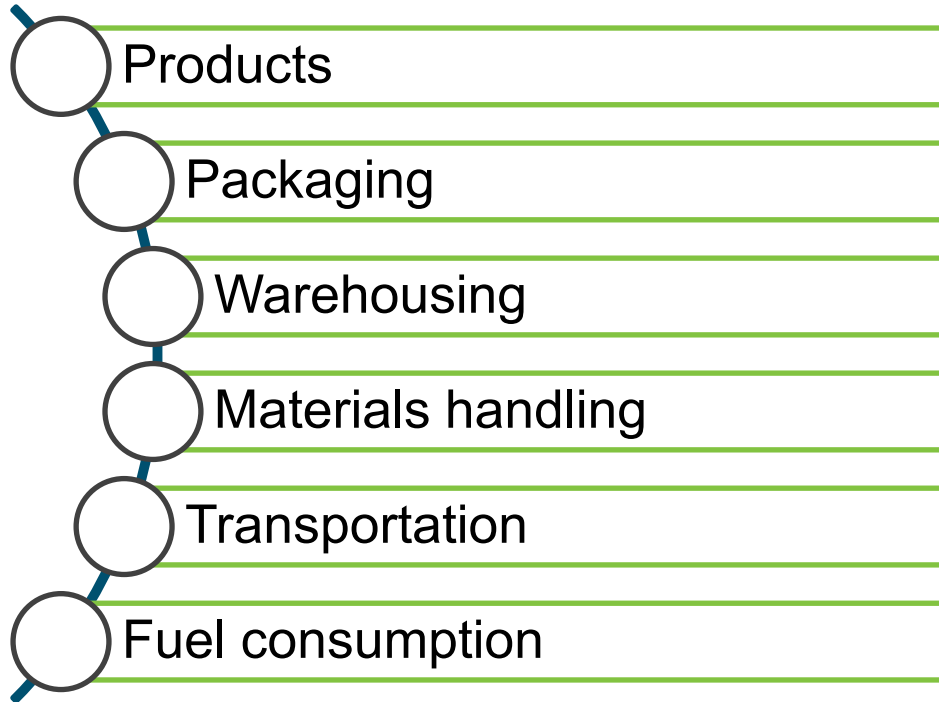 Products
Packaging
Warehousing
Materials handling
Transportation
Fuel consumption